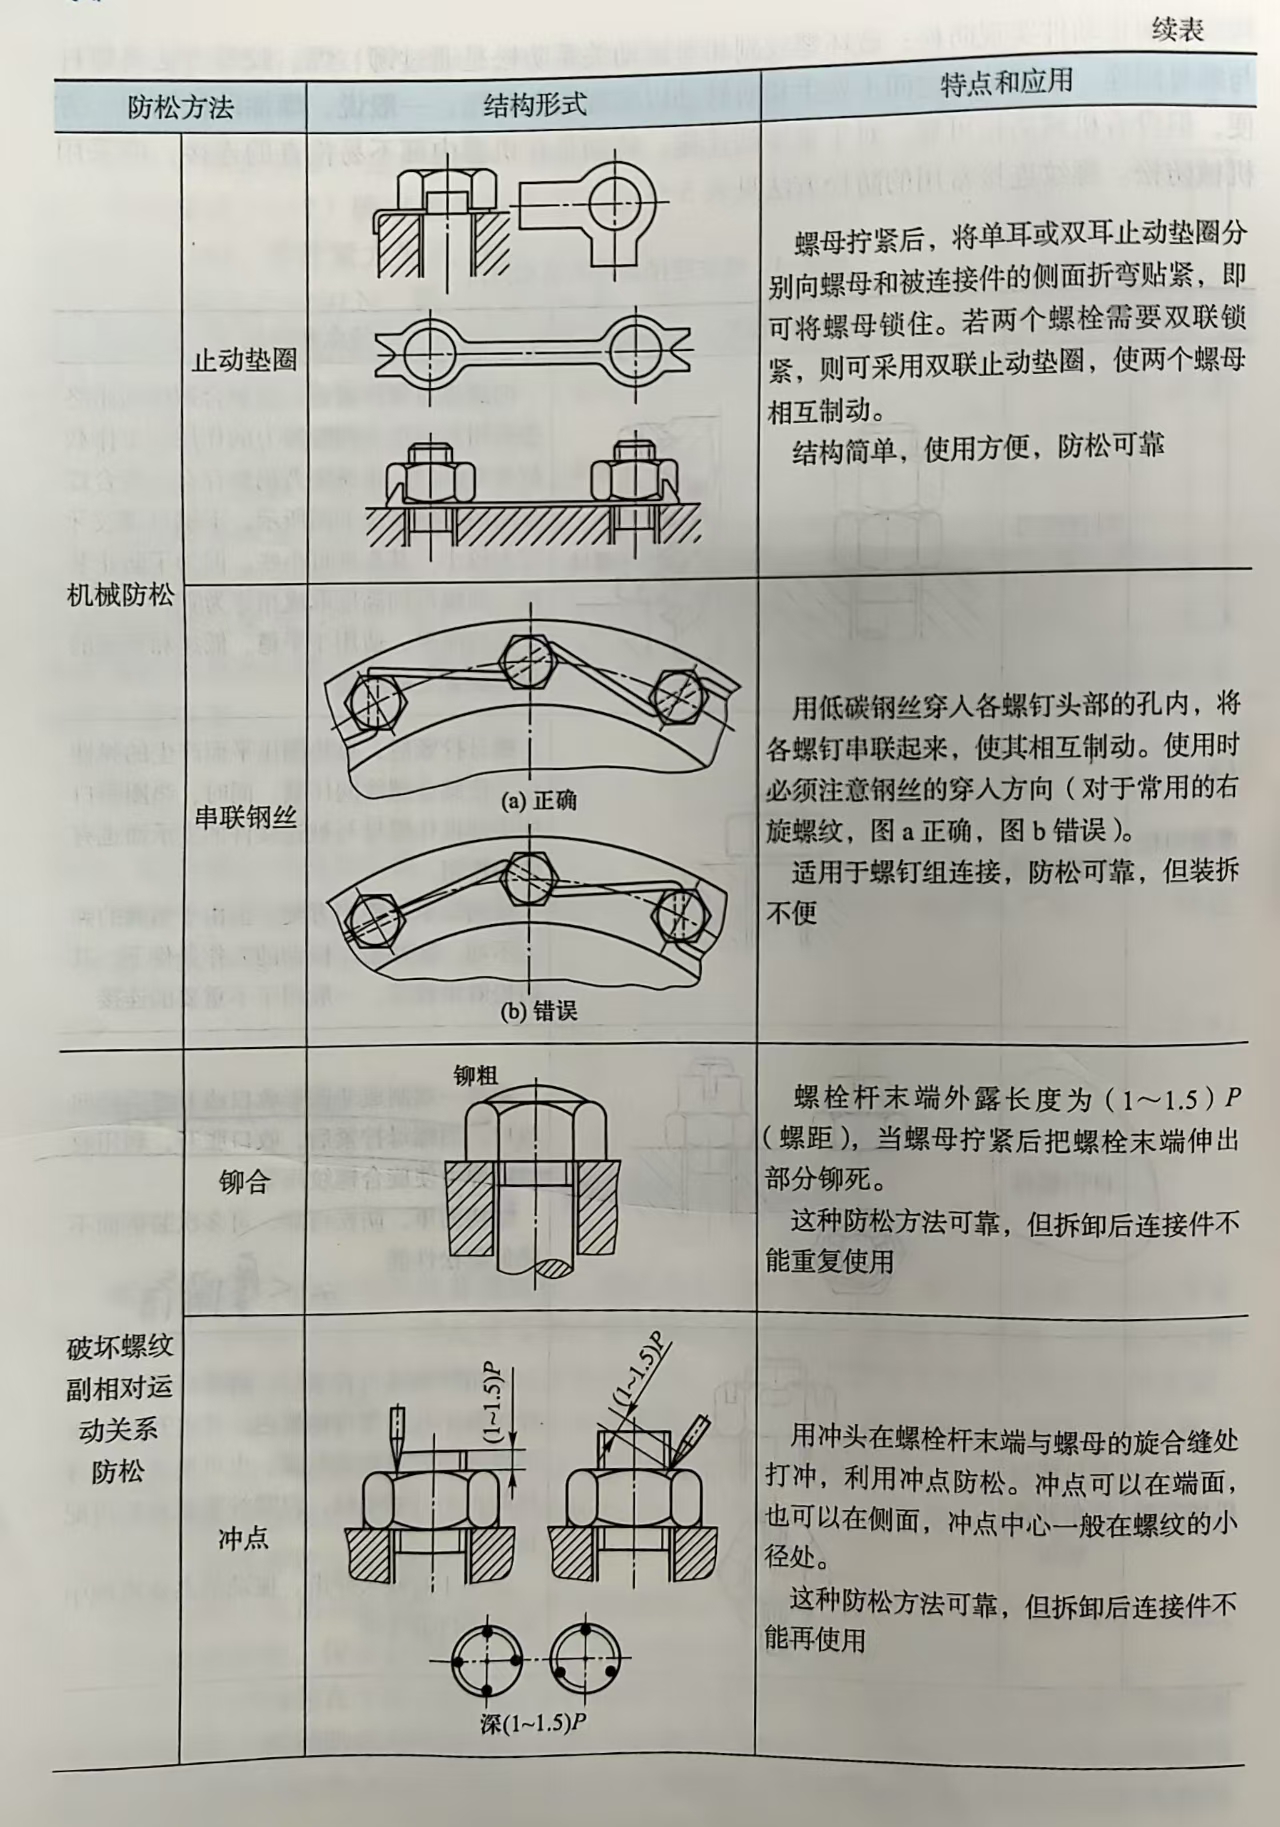 续表
防松方法
结构形式
特点和应用
机械防松
止动垫圈
螺母拧紧后，将单耳或双耳止动垫圈分
别向螺母和被连接件的侧面折弯贴紧，即
可将螺母锁住。若两个螺栓需要双联锁
紧，则可采用双联止动垫圈，使两个螺母
相互制动。
结构简单，使用方便，防松可靠
串联钢丝
(a) 正确
(b) 错误
用低碳钢丝穿入各螺钉头部的孔内，将
各螺钉串联起来，使其相互制动。使用时
必须注意钢丝的穿入方向（对于常用的右
旋螺纹，图 a 正确，图 b 错误）。
适用于螺钉组连接，防松可靠，但装拆
不便
破坏螺纹
副相对运
动关系
防松
铆合
铆粗
螺栓杆末端外露长度为（1～1.5）P
（螺距），当螺母拧紧后把螺栓末端伸出
部分铆死。
这种防松方法可靠，但拆卸后连接件不
能重复使用
冲点
(1~1.5)P
(1~1.5)P
深(1~1.5)P
用冲头在螺栓杆末端与螺母的旋合缝处
打冲，利用冲点防松。冲点可以在端面，
也可以在侧面，冲点中心一般在螺纹的小
径处。
这种防松方法可靠，但拆卸后连接件不
能再使用